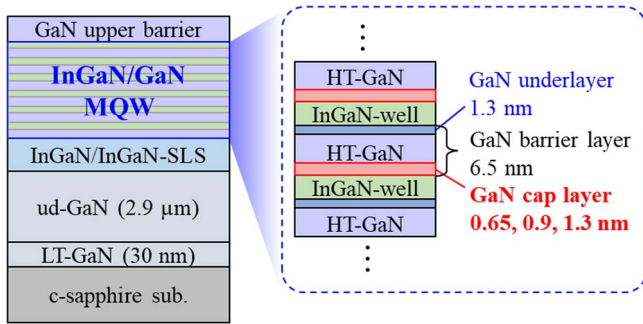 GaN upper barrier
InGaN/GaN
MQW
InGaN/InGaN-SLS
ud-GaN (2.9 μm)
LT-GaN (30 nm)
c-sapphire sub.
HT-GaN
InGaN-well
HT-GaN
InGaN-well
HT-GaN
GaN underlayer
1.3 nm
GaN barrier layer
6.5 nm
GaN cap layer
0.65, 0.9, 1.3 nm